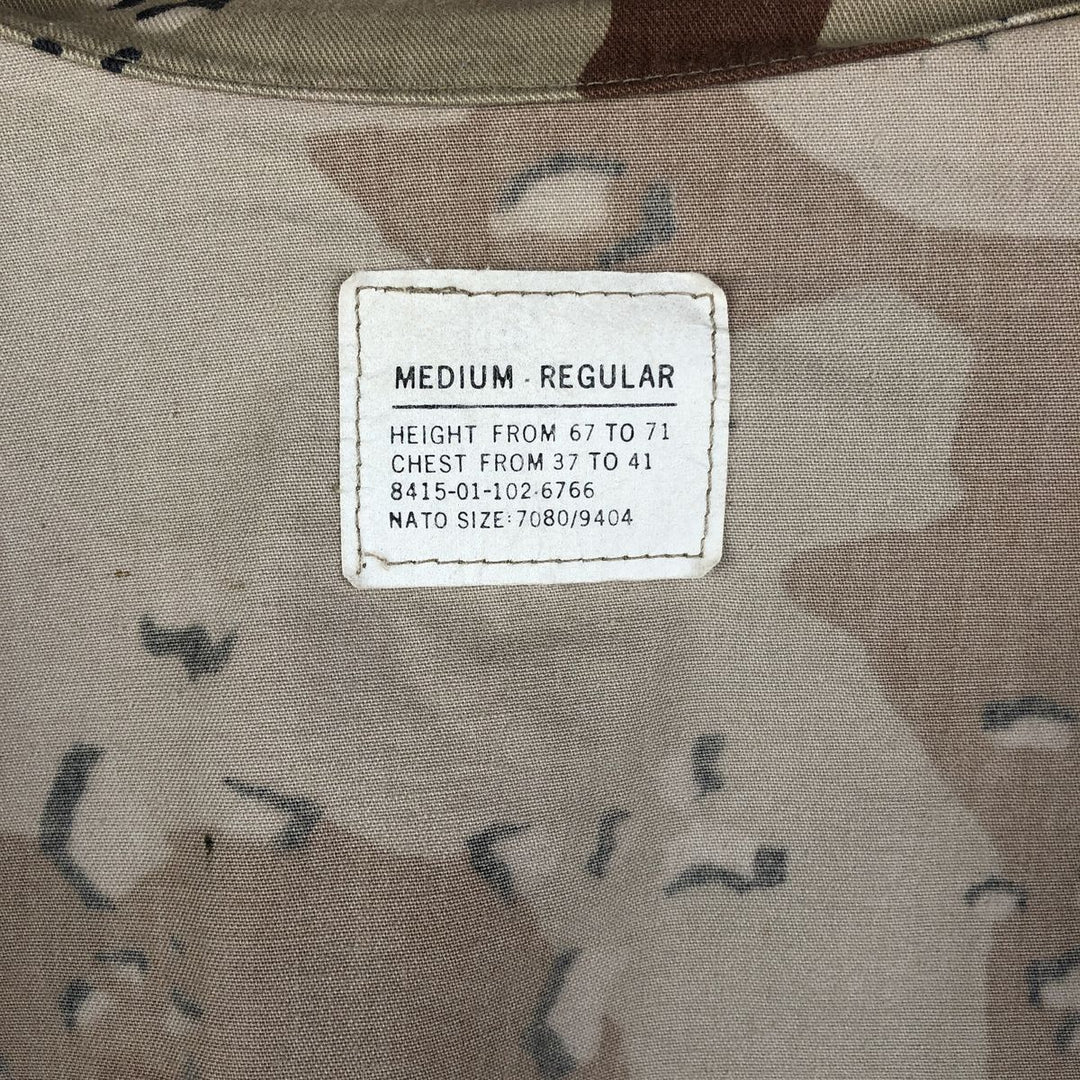 MEDIUM - REGULAR
HEIGHT FROM 67 TO 71
CHEST FROM 37 TO 41
8415-01-102-6766
NATO SIZE: 7080/9404